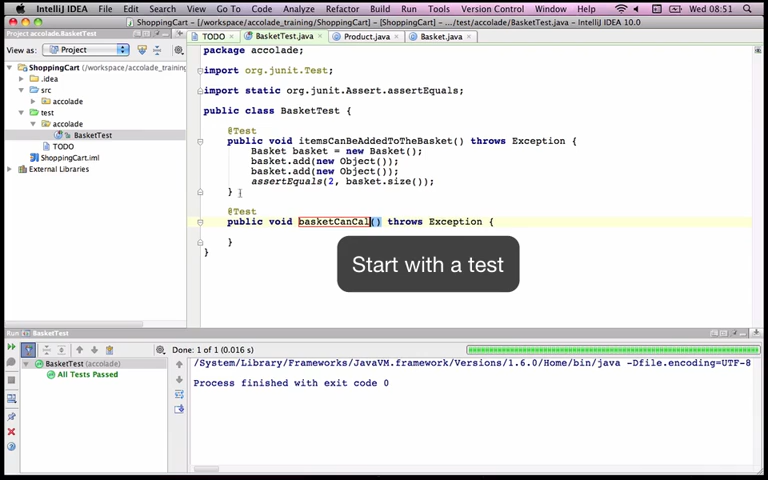 IntelliJ IDEA File Edit Search View Go To Code Analyze Refactor Build Run Tools Version Control Window Help Mon 08:51
ShoppingCart - [/workspace/accolade_training/ShoppingCart] - [ShoppingCart] - .../test/accolade/BasketTest.java - IntelliJ IDEA 10.0
Project accolade.BasketTest
View as: Project
ShoppingCart (/workspace/accolade_training
.idea
src
accolade
test
accolade
BasketTest
TODO
ShoppingCart.iml
External Libraries
TODO BasketTest.java Product.java Basket.java
package accolade;
import org.junit.Test;
import static org.junit.Assert.assertEquals;
public class BasketTest {
@Test
public void itemsCanBeAddedToTheBasket() throws Exception {
Basket basket = new Basket();
basket.add(new Object());
basket.add(new Object());
assertEquals(2, basket.size());
}
@Test
public void basketCanCal() throws Exception {
}
}
Start with a test
Run BasketTest
Done: 1 of 1 (0.016 s)
BasketTest (accolade)
All Tests Passed
/System/Library/Frameworks/JavaVM.framework/Versions/1.6.0/Home/bin/java -Dfile.encoding=UTF-8
Process finished with exit code 0